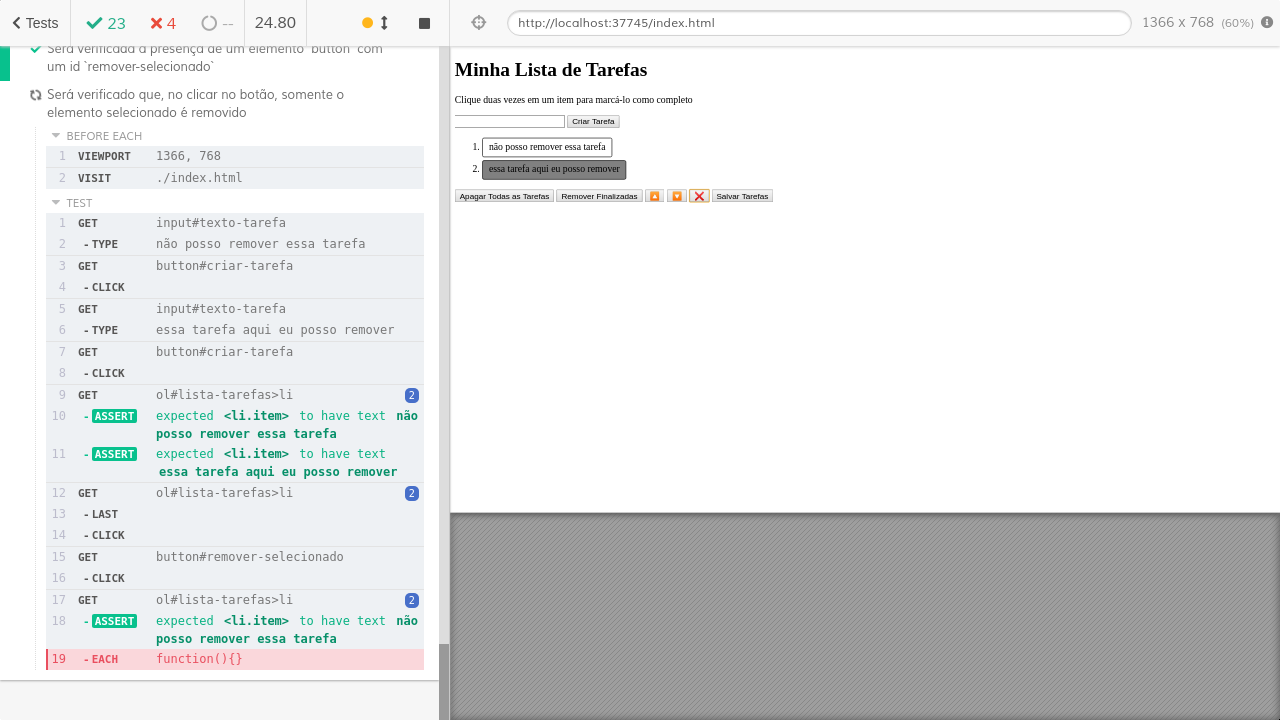 Tests
23
4
--
24.80
http://localhost:37745/index.html
1366 x 768 (60%)
Será verificada a presença de um elemento `button` com
um id `remover-selecionado`
Será verificado que, no clicar no botão, somente o
elemento selecionado é removido
BEFORE EACH
1 VIEWPORT 1366, 768
2 VISIT ./index.html
TEST
1 GET input#texto-tarefa
2 -TYPE não posso remover essa tarefa
3 GET button#criar-tarefa
4 -CLICK
5 GET input#texto-tarefa
6 -TYPE essa tarefa aqui eu posso remover
7 GET button#criar-tarefa
8 -CLICK
9 GET ol#lista-tarefas>li 2
10 -ASSERT expected <li.item> to have text não
posso remover essa tarefa
11 -ASSERT expected <li.item> to have text
essa tarefa aqui eu posso remover
12 GET ol#lista-tarefas>li 2
13 -LAST
14 -CLICK
15 GET button#remover-selecionado
16 -CLICK
17 GET ol#lista-tarefas>li 2
18 -ASSERT expected <li.item> to have text não
posso remover essa tarefa
19 -EACH function(){}
Minha Lista de Tarefas
Clique duas vezes em um item para marcá-lo como completo
Criar Tarefa
1. não posso remover essa tarefa
2. essa tarefa aqui eu posso remover
Apagar Todas as Tarefas Remover Finalizadas 🔼 🔽 ❌ Salvar Tarefas